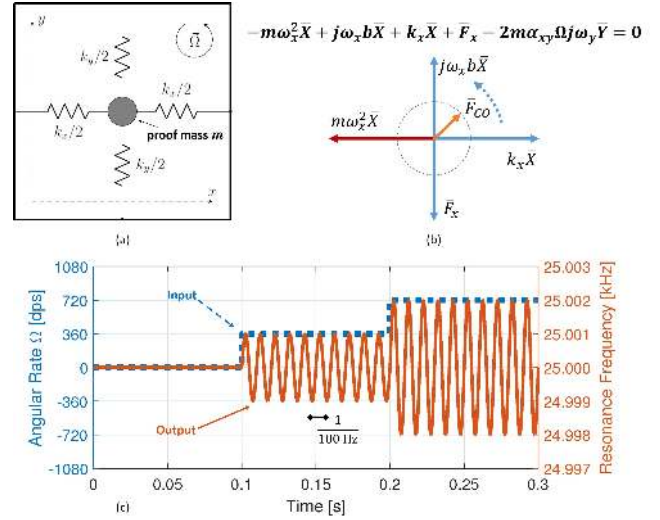 y
Ω̄
k_y/2
k_x/2
k_x/2
proof mass m
k_y/2
x
(a)
-mω_x²X̄ + jω_x bX̄ + k_xX̄ + F̄_x - 2mα_xyΩjω_yȲ = 0
jω_x bX̄
mω_x²X̄
F̄_CO
k_xX̄
F̄_x
(b)
1080
720
360
0
-360
-720
-1080
Angular Rate Ω [dps]
Input
Output
1
100 Hz
25.003
25.002
25.001
25.000
24.999
24.998
24.997
Resonance Frequency [kHz]
0
0.05
0.1
0.15
0.2
0.25
0.3
(c)
Time [s]